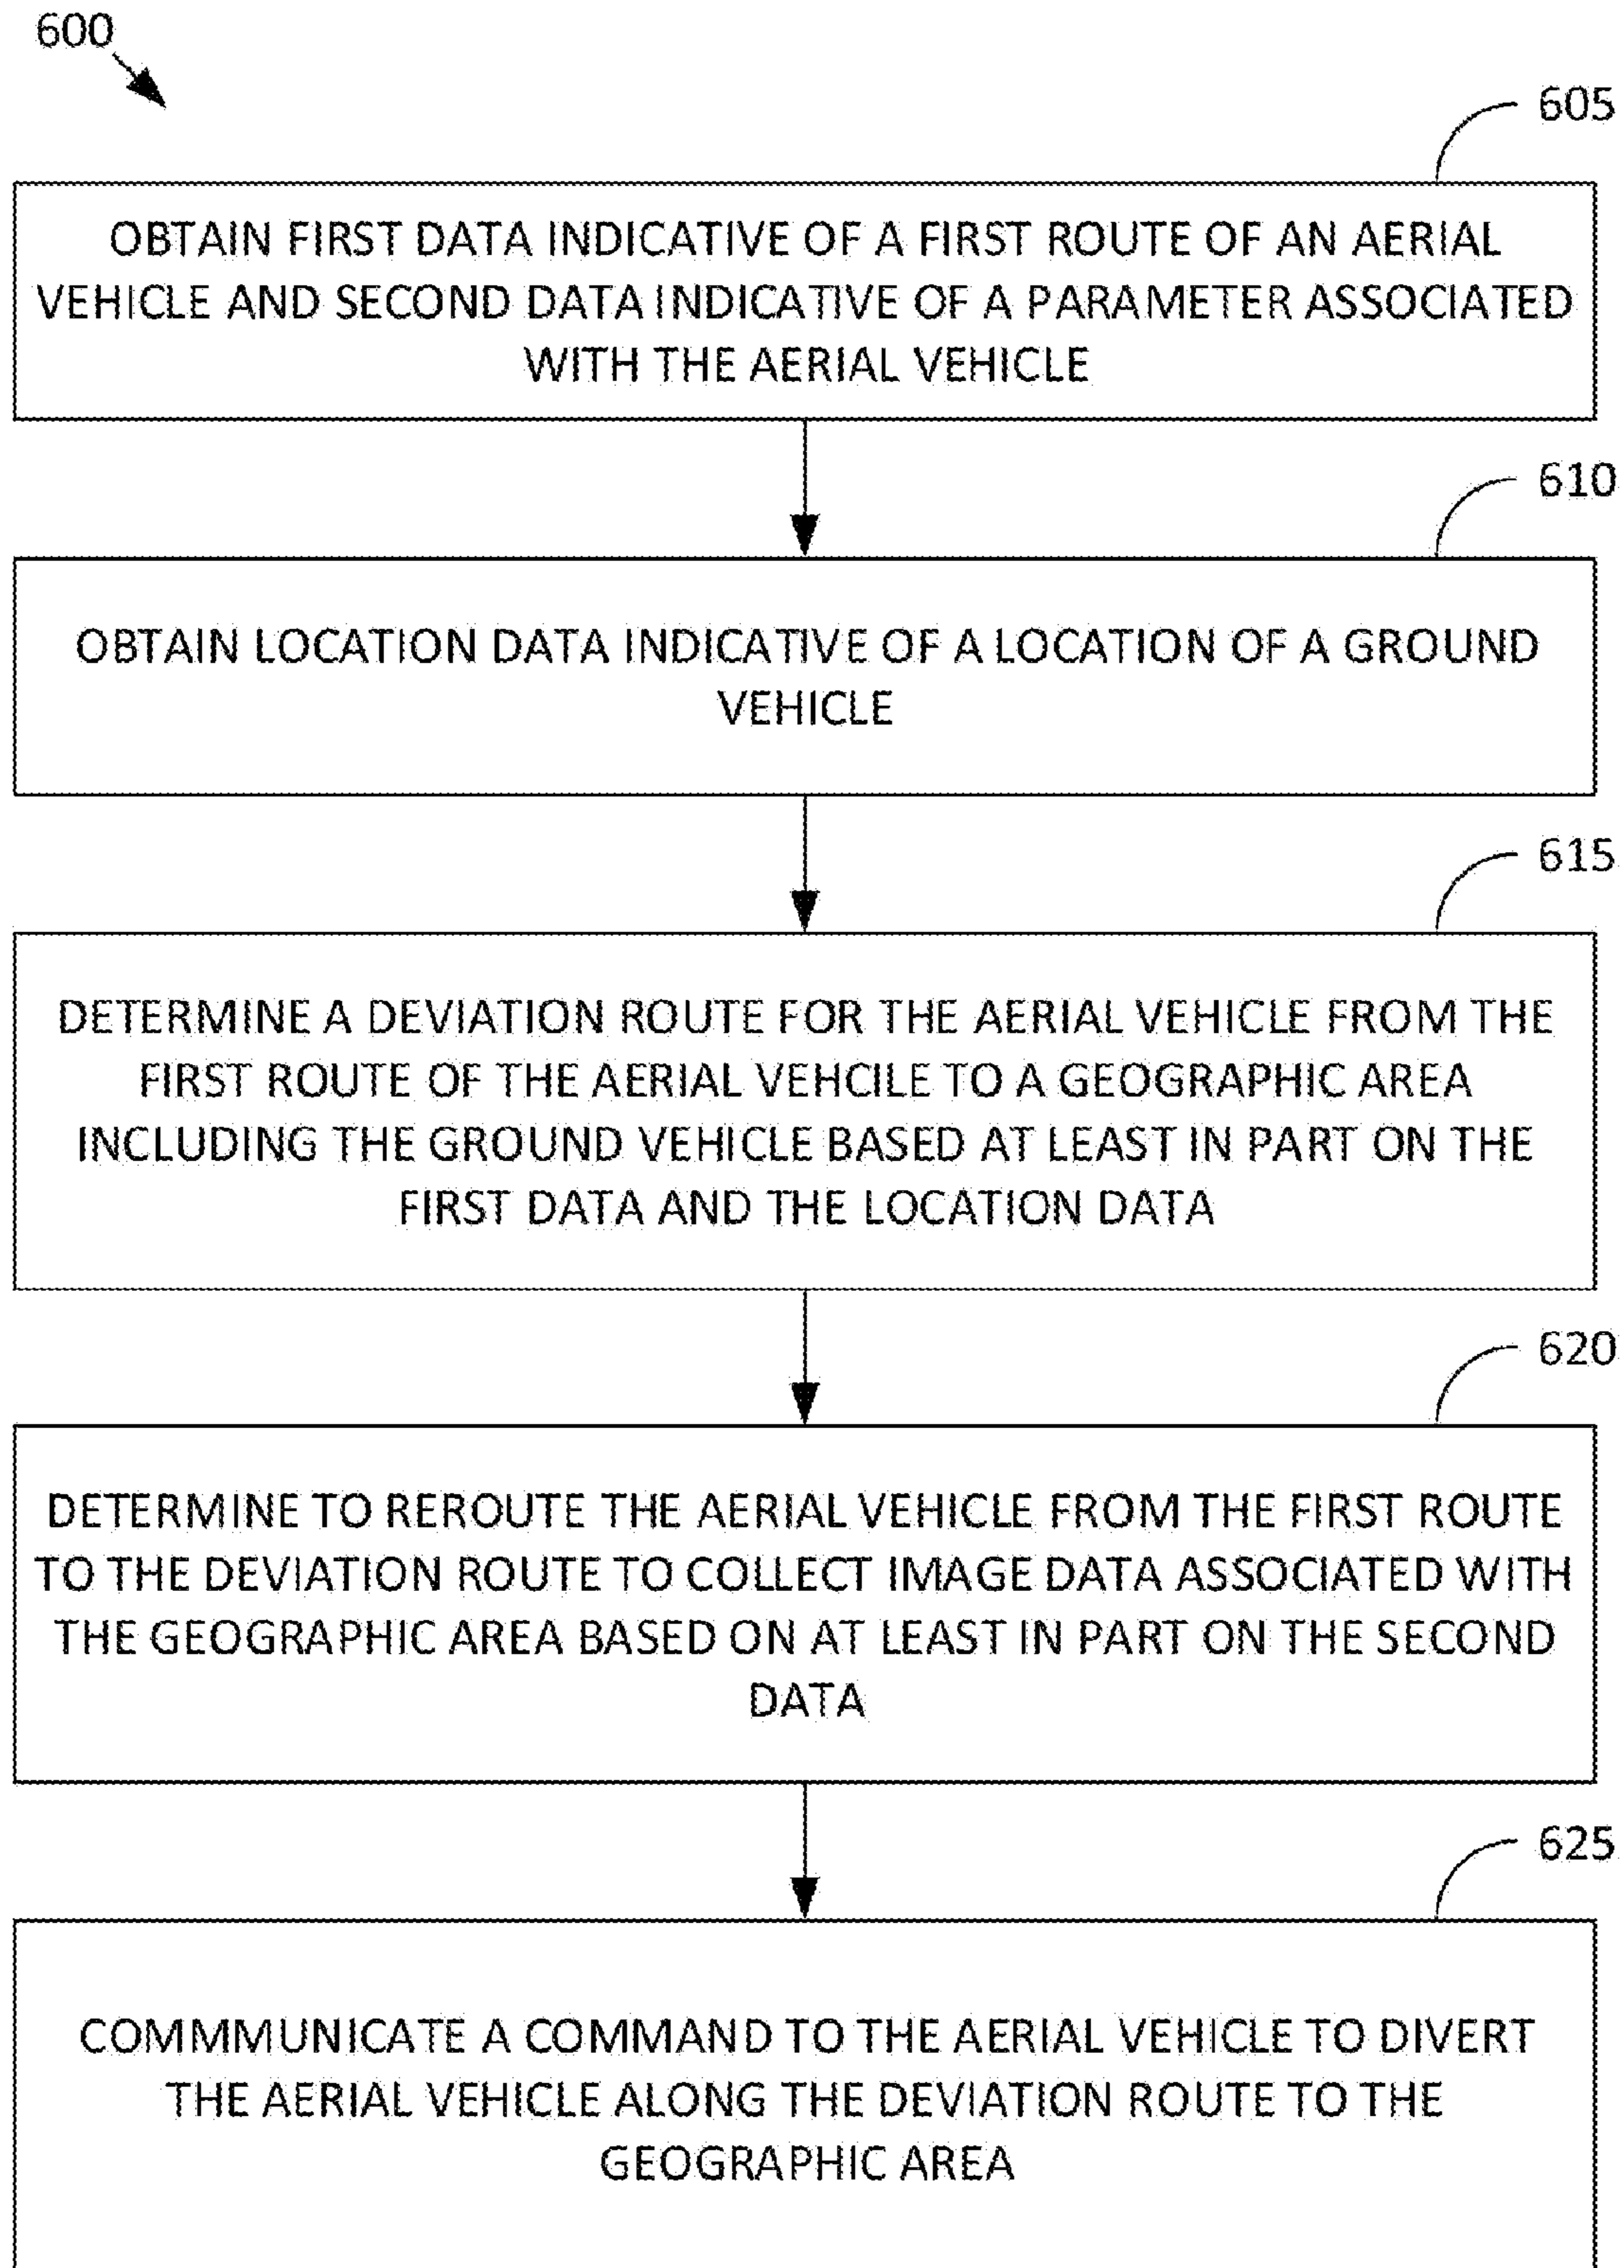 600
605
OBTAIN FIRST DATA INDICATIVE OF A FIRST ROUTE OF AN AERIAL
VEHICLE AND SECOND DATA INDICATIVE OF A PARAMETER ASSOCIATED
WITH THE AERIAL VEHICLE
610
OBTAIN LOCATION DATA INDICATIVE OF A LOCATION OF A GROUND
VEHICLE
615
DETERMINE A DEVIATION ROUTE FOR THE AERIAL VEHICLE FROM THE
FIRST ROUTE OF THE AERIAL VEHCILE TO A GEOGRAPHIC AREA
INCLUDING THE GROUND VEHICLE BASED AT LEAST IN PART ON THE
FIRST DATA AND THE LOCATION DATA
620
DETERMINE TO REROUTE THE AERIAL VEHICLE FROM THE FIRST ROUTE
TO THE DEVIATION ROUTE TO COLLECT IMAGE DATA ASSOCIATED WITH
THE GEOGRAPHIC AREA BASED ON AT LEAST IN PART ON THE SECOND
DATA
625
COMMMUNICATE A COMMAND TO THE AERIAL VEHICLE TO DIVERT
THE AERIAL VEHICLE ALONG THE DEVIATION ROUTE TO THE
GEOGRAPHIC AREA